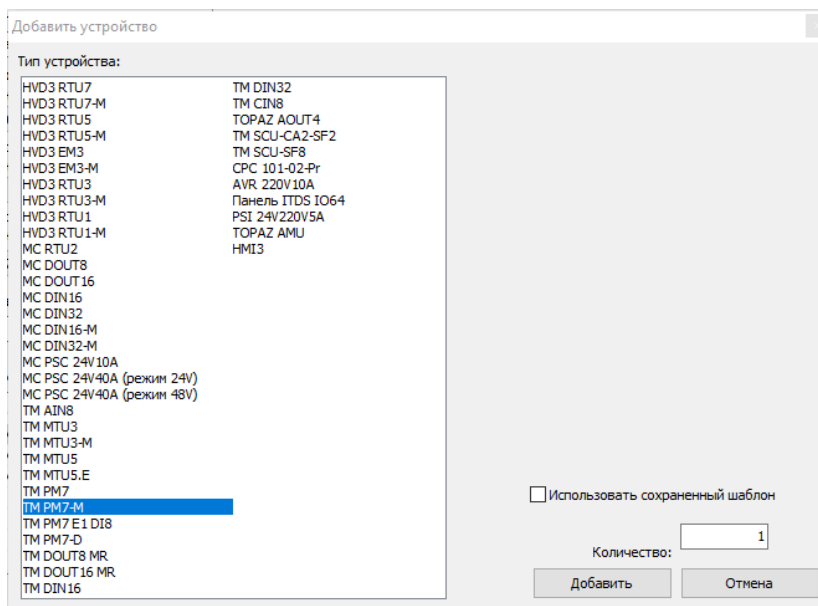 Добавить устройство
Тип устройства:
HVD3 RTU7
HVD3 RTU7-M
HVD3 RTU5
HVD3 RTU5-M
HVD3 EM3
HVD3 EM3-M
HVD3 RTU3
HVD3 RTU3-M
HVD3 RTU1
HVD3 RTU1-M
MC RTU2
MC DOUT8
MC DOUT16
MC DIN16
MC DIN32
MC DIN16-M
MC DIN32-M
MC PSC 24V10A
MC PSC 24V40A (режим 24V)
MC PSC 24V40A (режим 48V)
TM AIN8
TM MTU3
TM MTU3-M
TM MTU5
TM MTU5.E
TM PM7
TM PM7-M
TM PM7 E1 DI8
TM PM7-D
TM DOUT8 MR
TM DOUT16 MR
TM DIN16
TM DIN32
TM CIN8
TOPAZ AOUT4
TM SCU-CA2-SF2
TM SCU-SF8
CPC 101-02-Pr
AVR 220V10A
Панель ITDS IO64
PSI 24V220V5A
TOPAZ AMU
HMI3
Использовать сохраненный шаблон
Количество:
1
Добавить
Отмена